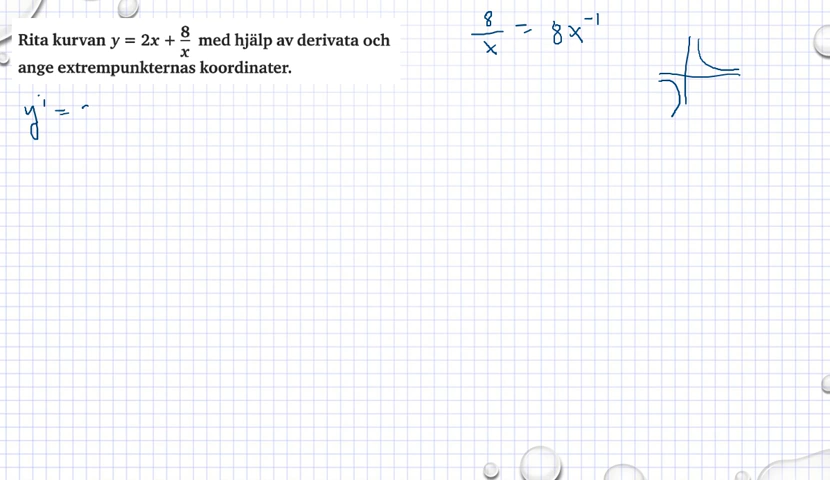 Rita kurvan y = 2x + 8/x med hjälp av derivata och
ange extrempunkternas koordinater.
8/x = 8x⁻¹
y' =